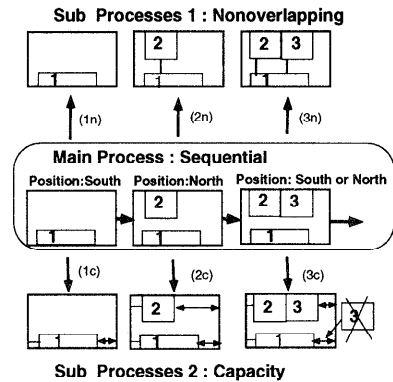 Sub Processes 1 : Nonoverlapping
2 2 3
1 1 1
(1n) (2n) (3n)
Main Process : Sequential
Position:South Position:North Position: South or North
2 2 3
1 1 1
(1c) (2c) (3c)
2 2 3 3
1 1 1
Sub Processes 2 : Capacity